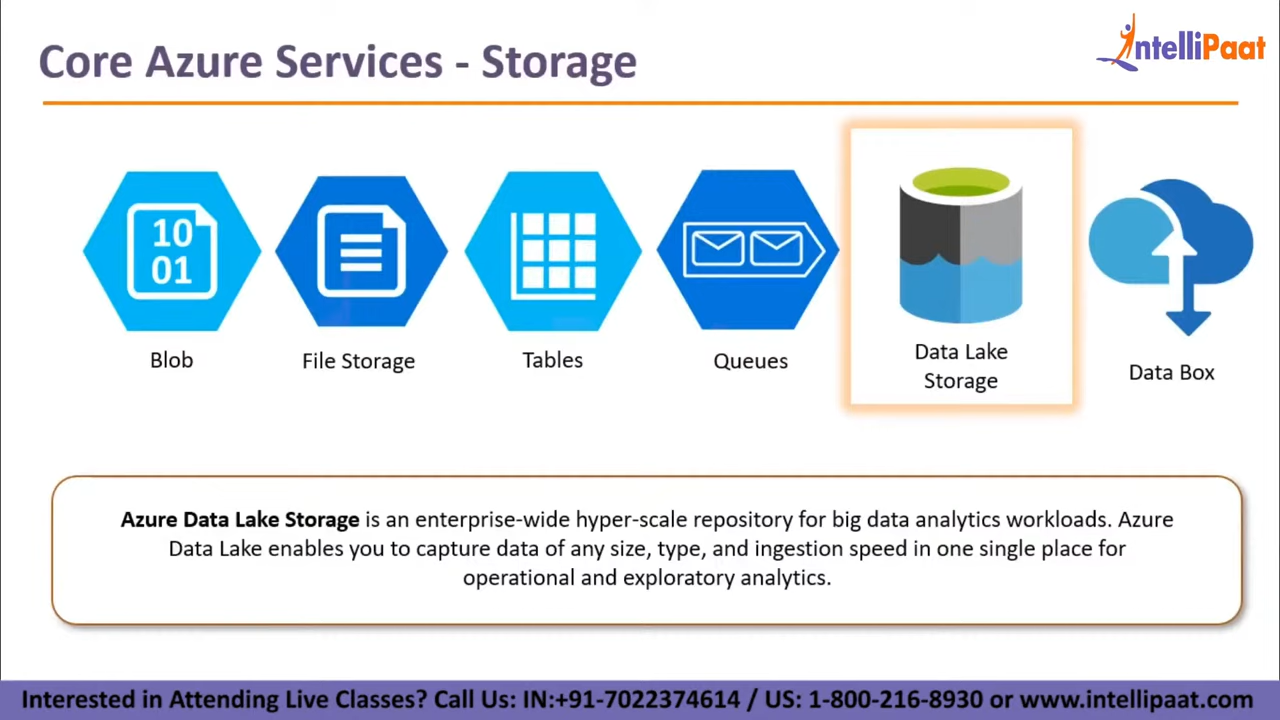 Core Azure Services - Storage
IntelliPaat
10
01
Blob
File Storage
Tables
Queues
Data Lake
Storage
Data Box
Azure Data Lake Storage is an enterprise-wide hyper-scale repository for big data analytics workloads. Azure
Data Lake enables you to capture data of any size, type, and ingestion speed in one single place for
operational and exploratory analytics.
Interested in Attending Live Classes? Call Us: IN:+91-7022374614 / US: 1-800-216-8930 or www.intellipaat.com